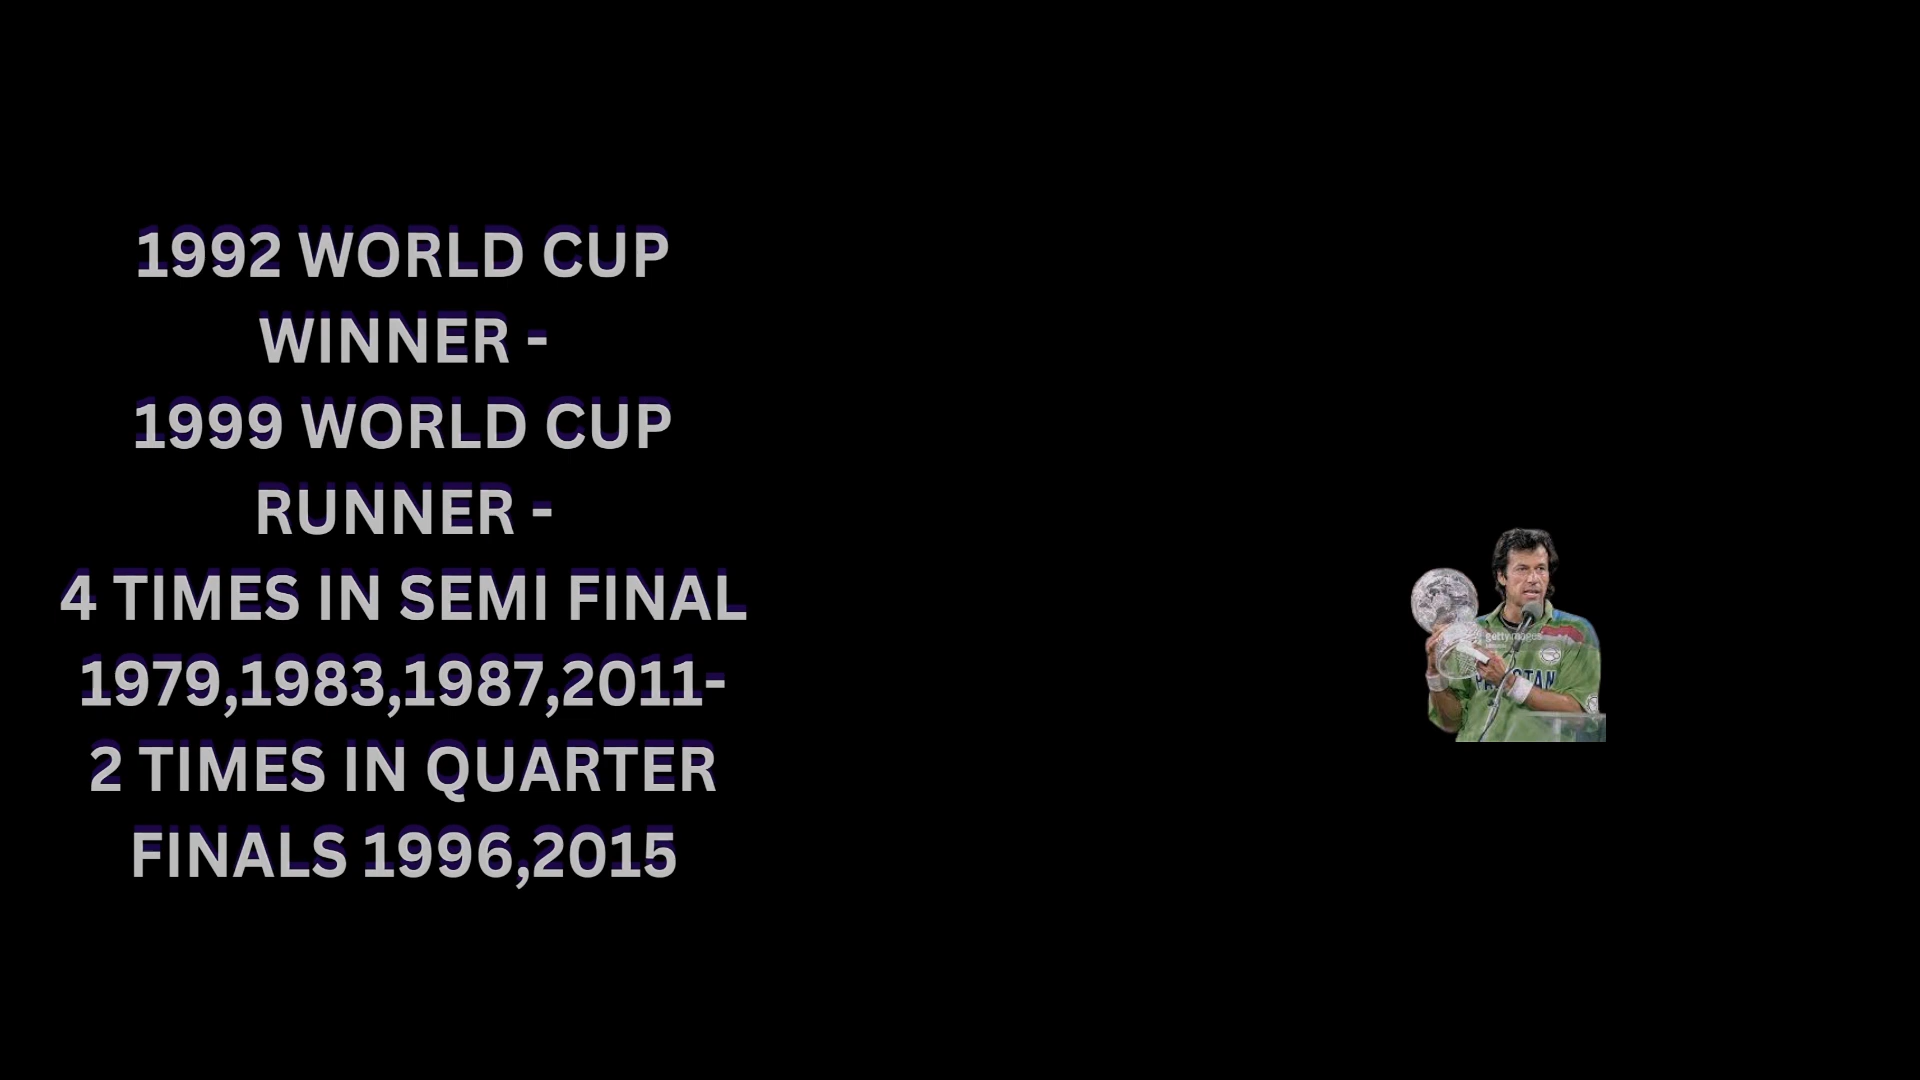 1992 WORLD CUP
WINNER -
1999 WORLD CUP
RUNNER -
4 TIMES IN SEMI FINAL
1979,1983,1987,2011-
2 TIMES IN QUARTER
FINALS 1996,2015
gettyimages